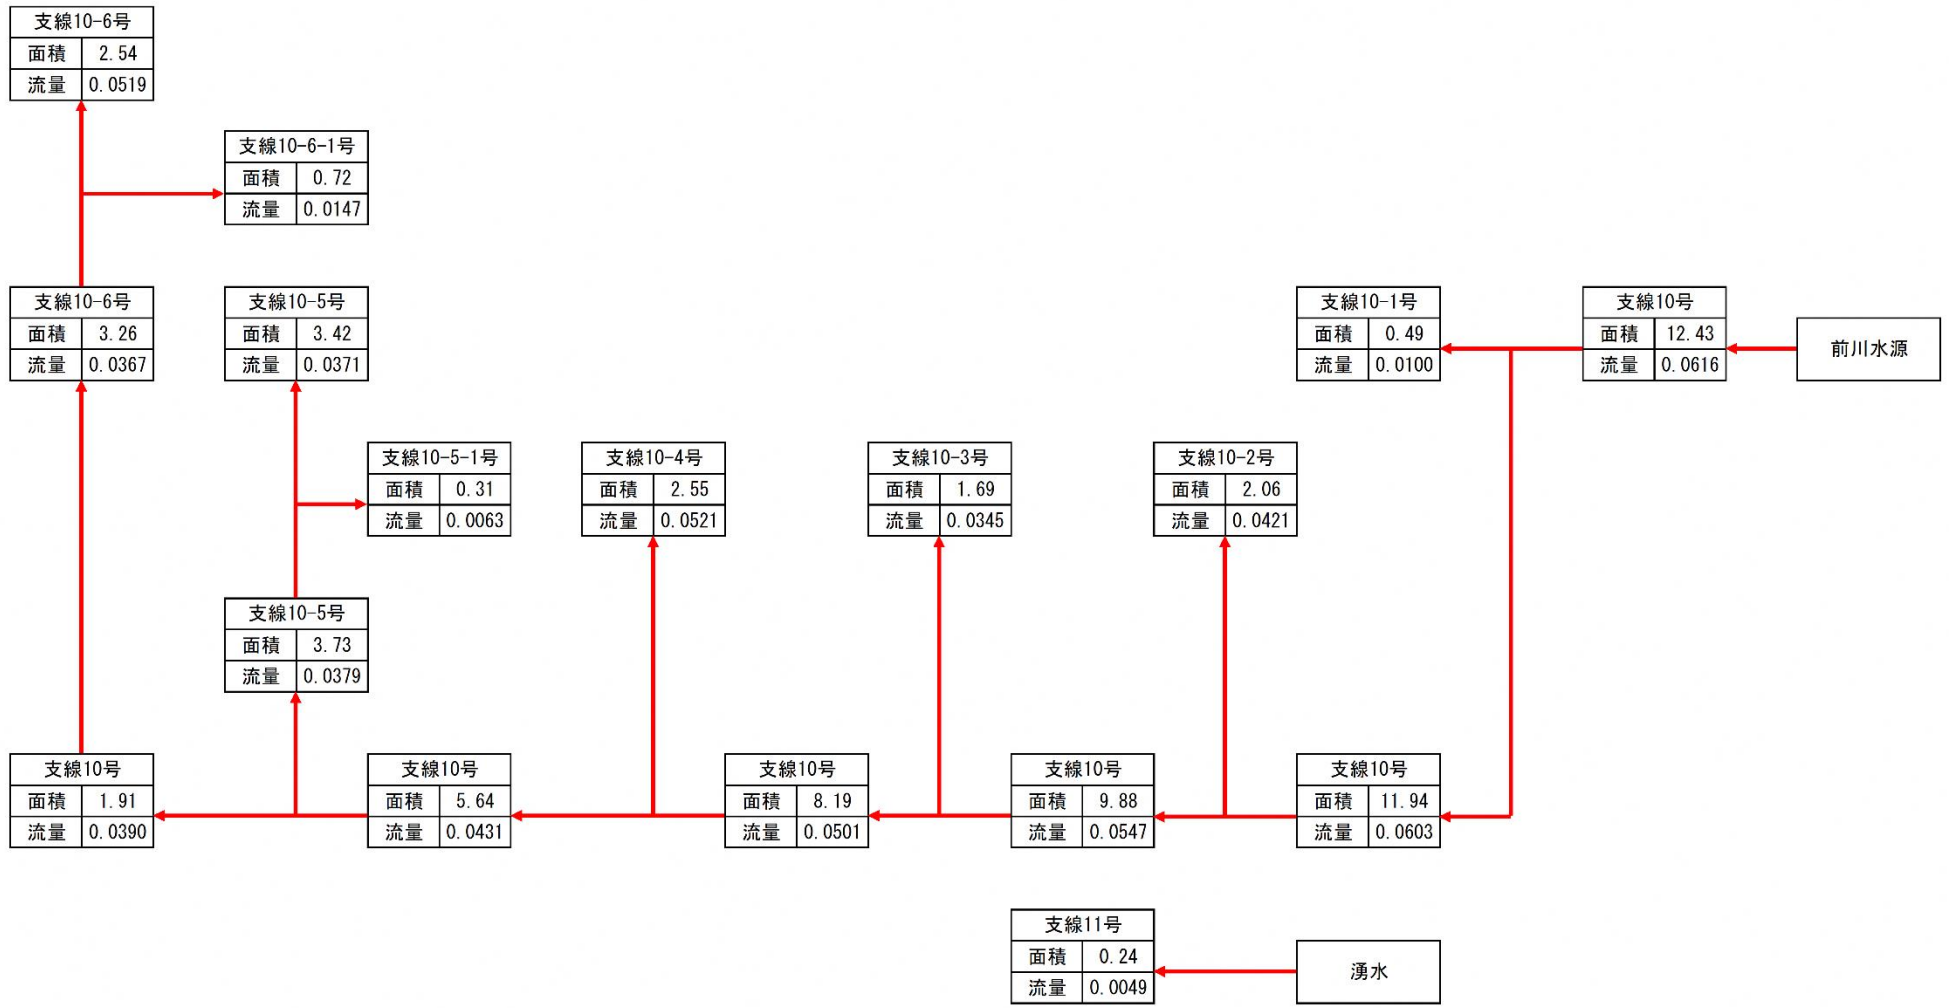 支線10-6号
面積 2.54
流量 0.0519
支線10-6-1号
面積 0.72
流量 0.0147
支線10-6号
面積 3.26
流量 0.0367
支線10-5号
面積 3.42
流量 0.0371
支線10-1号
面積 0.49
流量 0.0100
支線10号
面積 12.43
流量 0.0616
前川水源
支線10-5-1号
面積 0.31
流量 0.0063
支線10-4号
面積 2.55
流量 0.0521
支線10-3号
面積 1.69
流量 0.0345
支線10-2号
面積 2.06
流量 0.0421
支線10-5号
面積 3.73
流量 0.0379
支線10号
面積 1.91
流量 0.0390
支線10号
面積 5.64
流量 0.0431
支線10号
面積 8.19
流量 0.0501
支線10号
面積 9.88
流量 0.0547
支線10号
面積 11.94
流量 0.0603
支線11号
面積 0.24
流量 0.0049
湧水